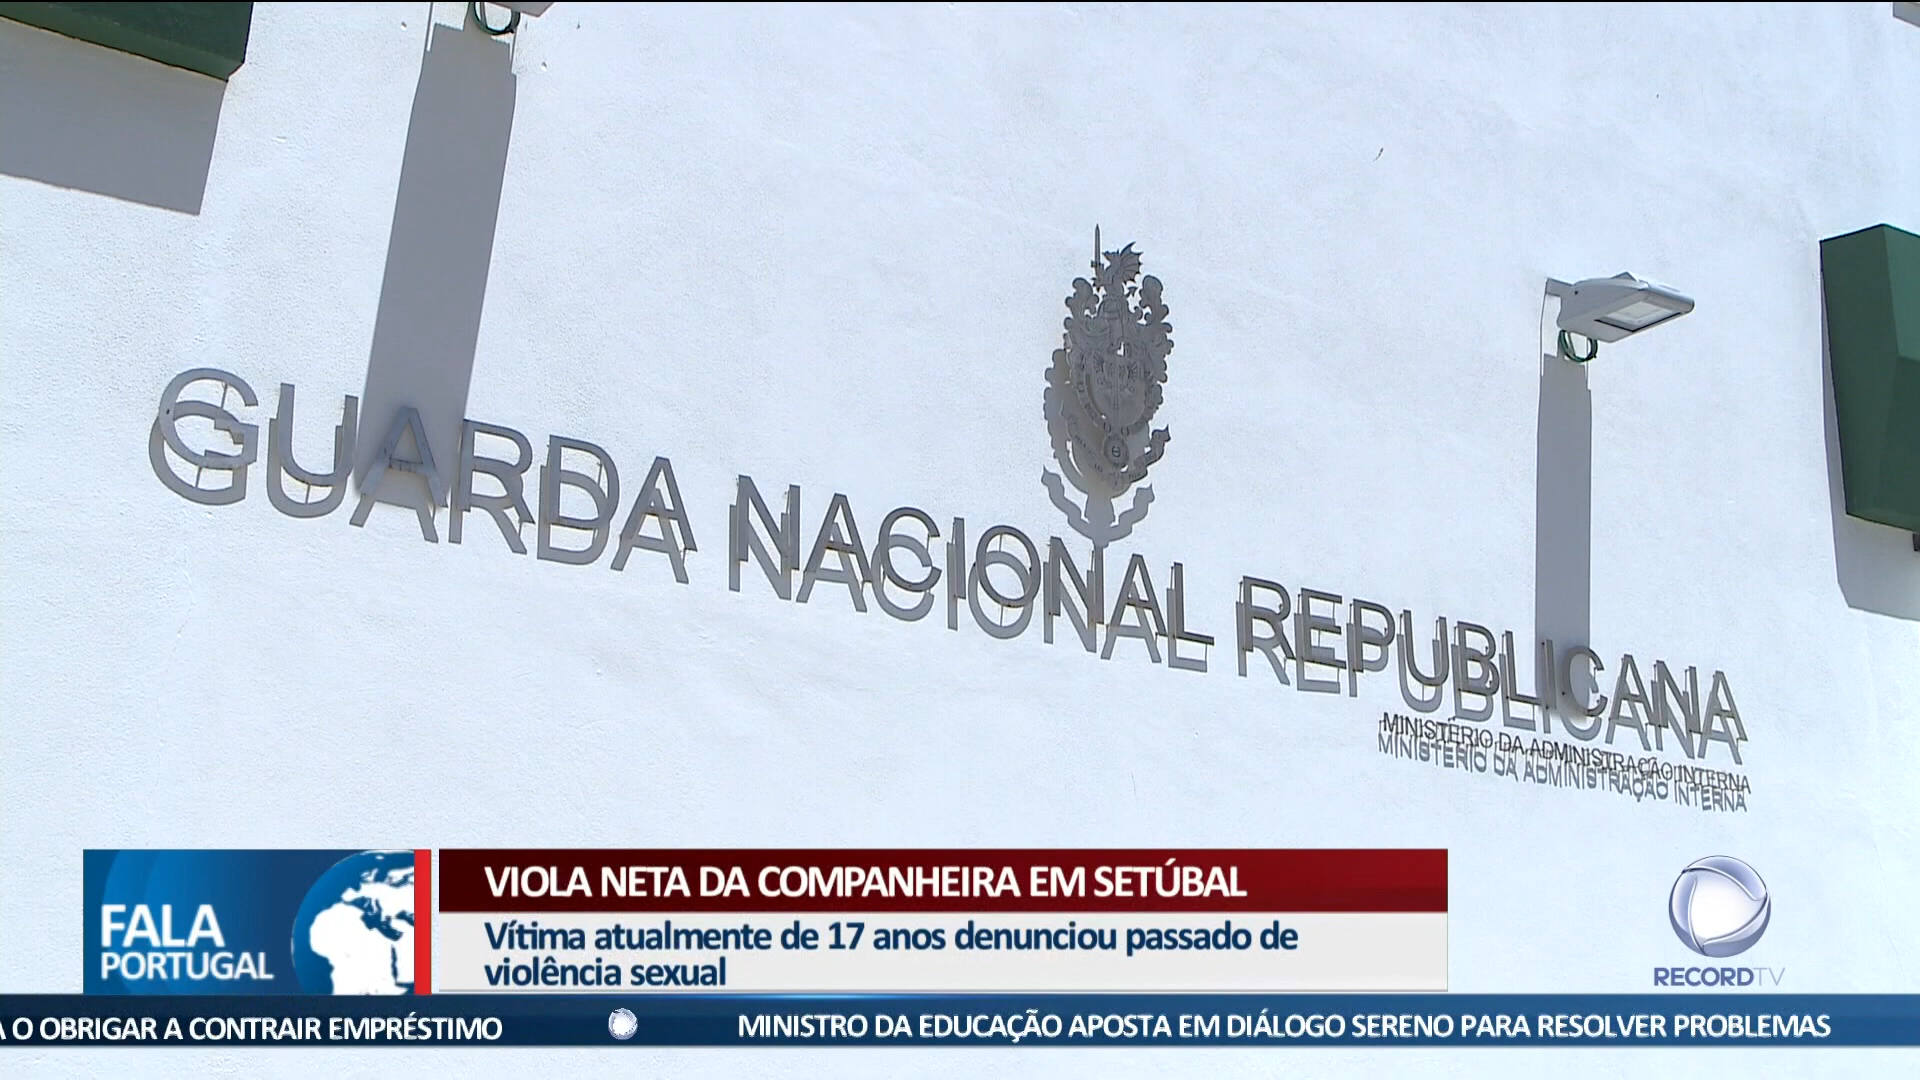 GUARDA NACIONAL REPUBLICANA
MINISTÉRIO DA ADMINISTRAÇÃO INTERNA
FALA
PORTUGAL
VIOLA NETA DA COMPANHEIRA EM SETÚBAL
Vítima atualmente de 17 anos denunciou passado de
violência sexual
RECORDTV
A O OBRIGAR A CONTRAIR EMPRÉSTIMO
MINISTRO DA EDUCAÇÃO APOSTA EM DIÁLOGO SERENO PARA RESOLVER PROBLEMAS